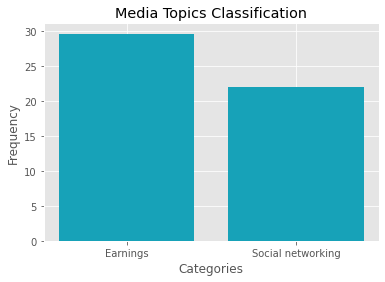 Media Topics Classification
30
25
20
15
10
5
0
Frequency
Earnings
Social networking
Categories